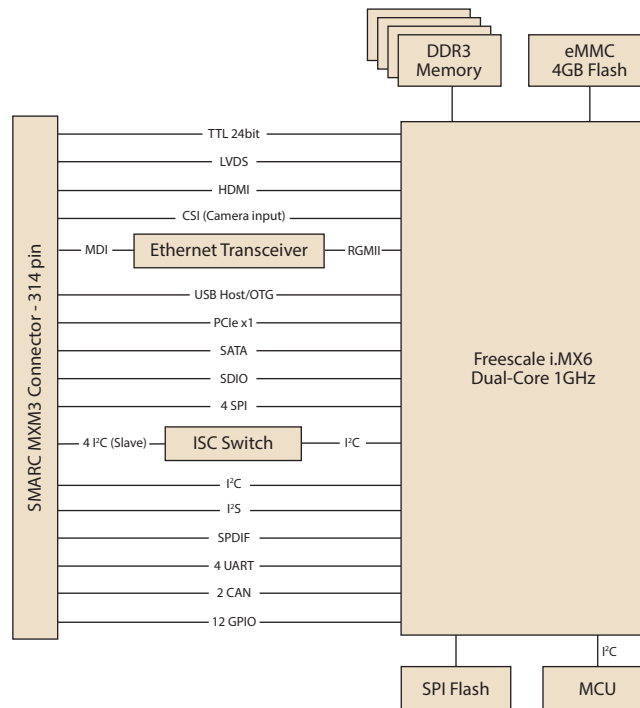 DDR3
Memory
eMMC
4GB Flash
SMARC MXM3 Connector - 314 pin
TTL 24bit
LVDS
HDMI
CSI (Camera input)
MDI
Ethernet Transceiver
RGMII
USB Host/OTG
PCIe x1
SATA
SDIO
4 SPI
4 I²C (Slave)
ISC Switch
I²C
I²C
I²S
SPDIF
4 UART
2 CAN
12 GPIO
Freescale i.MX6
Dual-Core 1GHz
I²C
SPI Flash
MCU